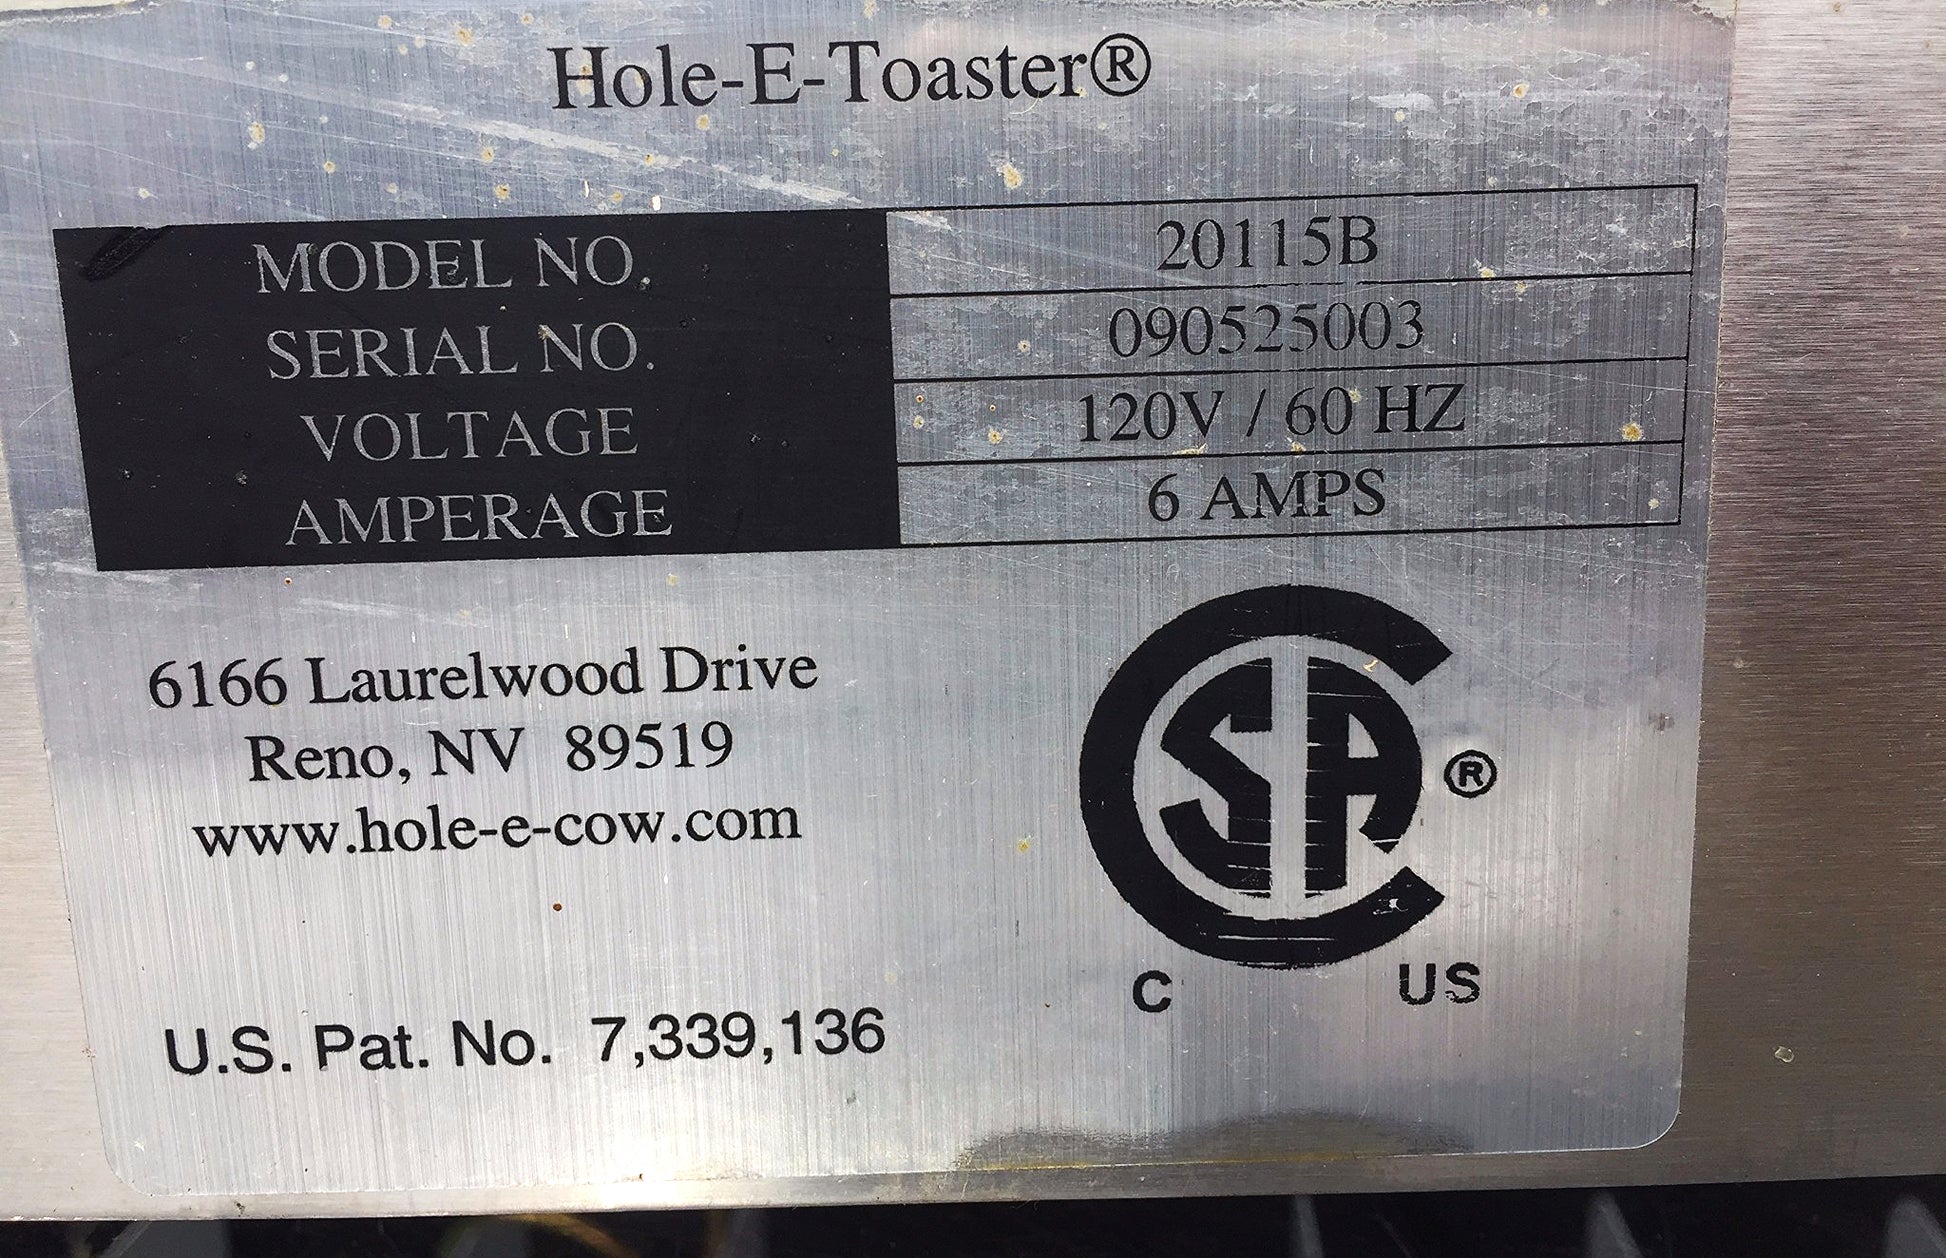 Hole-E-Toaster®
MODEL NO. 20115B
SERIAL NO. 090525003
VOLTAGE 120V / 60 HZ
AMPERAGE 6 AMPS
6166 Laurelwood Drive
Reno, NV 89519
www.hole-e-cow.com
CSA ®
C US
U.S. Pat. No. 7,339,136